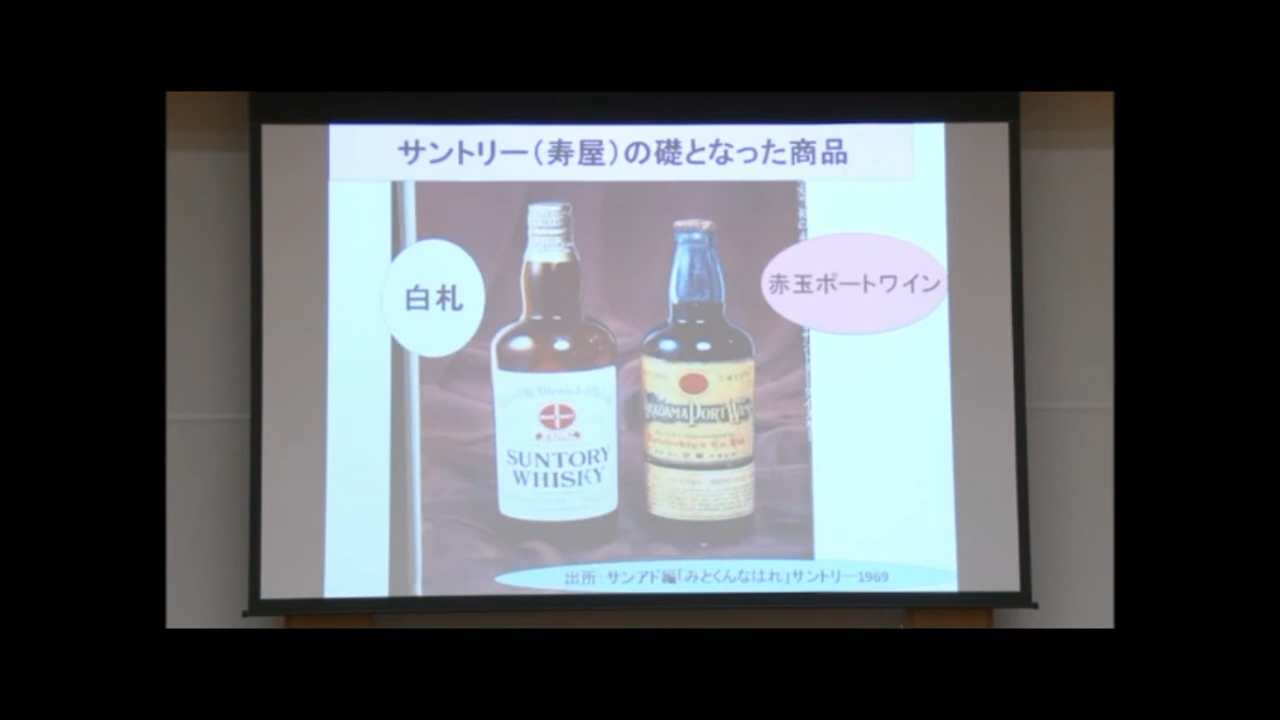 サントリー(寿屋)の礎となった商品
白札
赤玉ポートワイン
SUNTORY
WHISKY
AKADAMA PORT WINE
出所:サンアド編「みとくんなはれ」サントリー1969